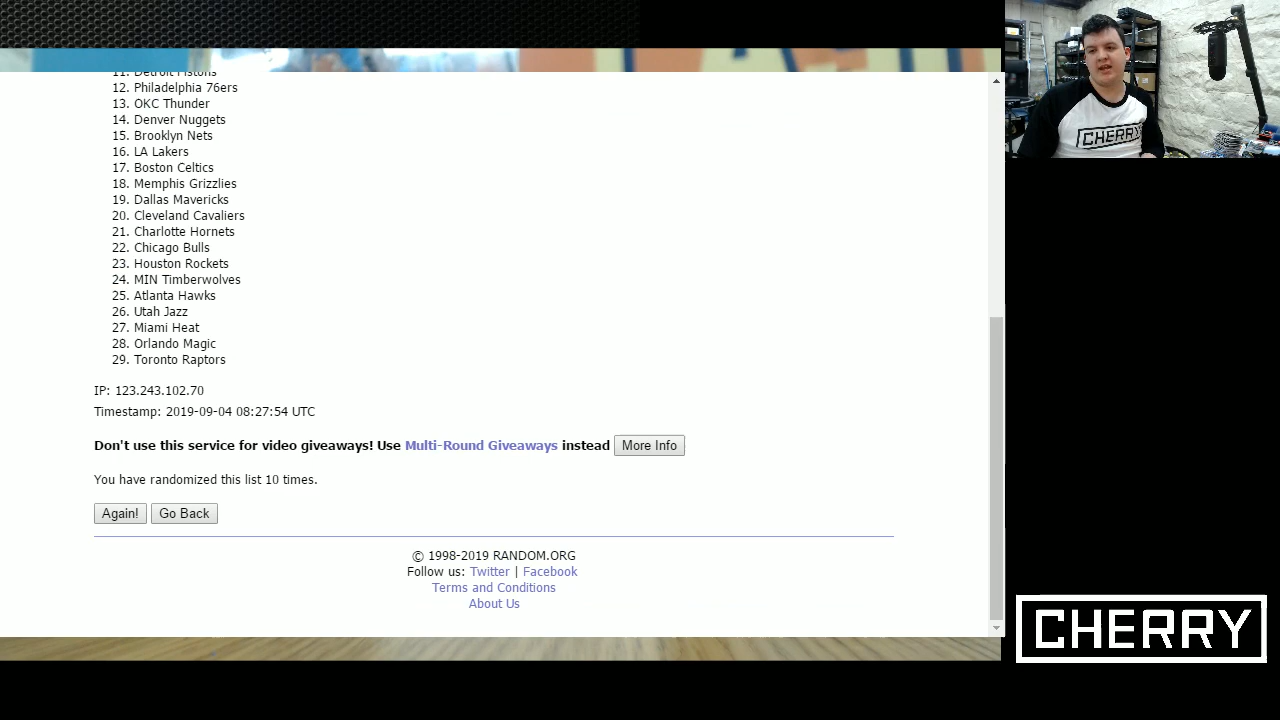 11. Detroit Pistons
12. Philadelphia 76ers
13. OKC Thunder
14. Denver Nuggets
15. Brooklyn Nets
16. LA Lakers
17. Boston Celtics
18. Memphis Grizzlies
19. Dallas Mavericks
20. Cleveland Cavaliers
21. Charlotte Hornets
22. Chicago Bulls
23. Houston Rockets
24. MIN Timberwolves
25. Atlanta Hawks
26. Utah Jazz
27. Miami Heat
28. Orlando Magic
29. Toronto Raptors
IP: 123.243.102.70
Timestamp: 2019-09-04 08:27:54 UTC
Don't use this service for video giveaways! Use Multi-Round Giveaways instead More Info
You have randomized this list 10 times.
Again! Go Back
© 1998-2019 RANDOM.ORG
Follow us: Twitter | Facebook
Terms and Conditions
About Us
CHERRY
CHERRY